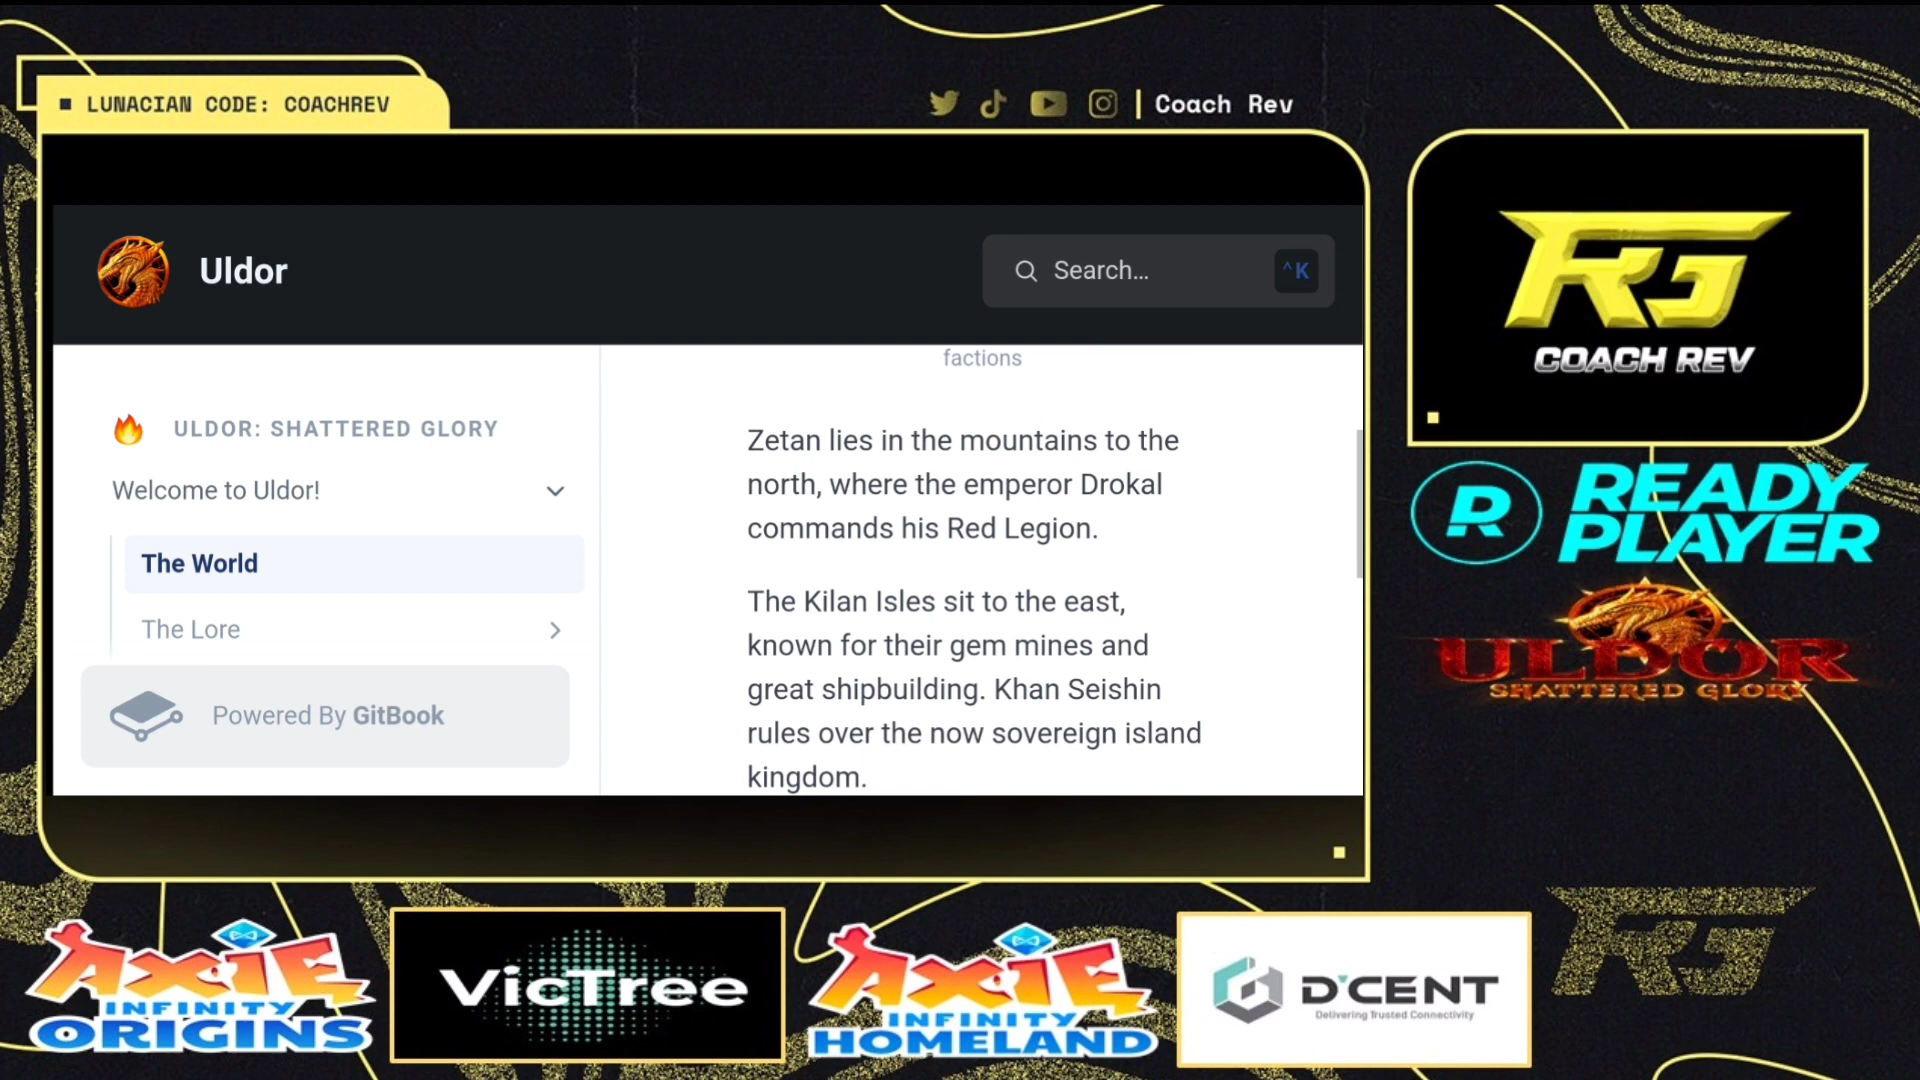 LUNACIAN CODE: COACHREV
Coach Rev
Uldor
Search...
^K
factions
ULDOR: SHATTERED GLORY
Welcome to Uldor!
The World
The Lore
Powered By GitBook
Zetan lies in the mountains to the
north, where the emperor Drokal
commands his Red Legion.
The Kilan Isles sit to the east,
known for their gem mines and
great shipbuilding. Khan Seishin
rules over the now sovereign island
kingdom.
RG
COACH REV
R READY
PLAYER
ULDOR
SHATTERED GLORY
AXIE
INFINITY
ORIGINS
VicTree
AXIE
INFINITY
HOMELAND
D'CENT
Delivering Trusted Connectivity
RG